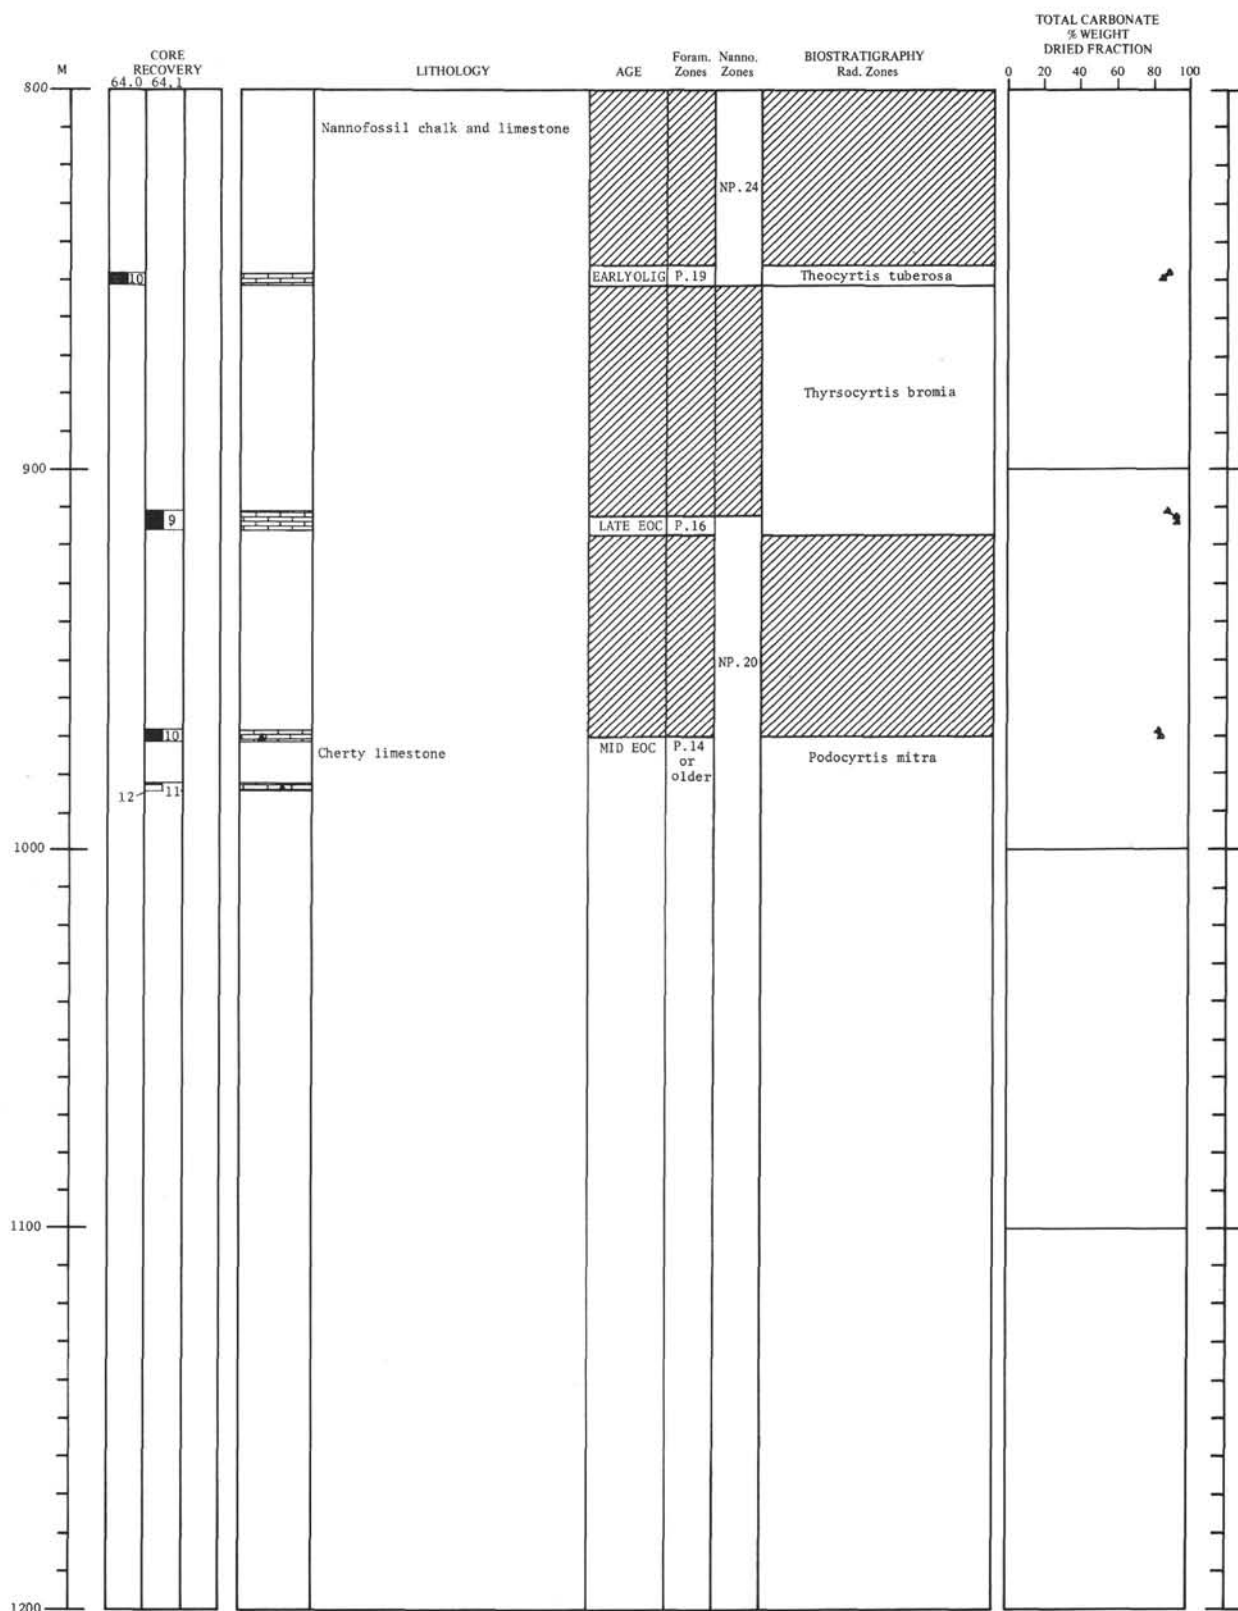 TOTAL CARBONATE
% WEIGHT
DRIED FRACTION
CORE
RECOVERY
M
64.0 64.1
LITHOLOGY
AGE
Foram.
Zones
Nanno.
Zones
BIOSTRATIGRAPHY
Rad. Zones
0 20 40 60 80 100
800
Nannofossil chalk and limestone
NP.24
10
EARLYOLIG P.19 Theocyrtis tuberosa
Thyrsocyrtis bromia
900
9
LATE EOC P.16
NP.20
10
Cherty limestone
MID EOC
P.14
or
older
Podocyrtis mitra
12 11
1000
1100
1200